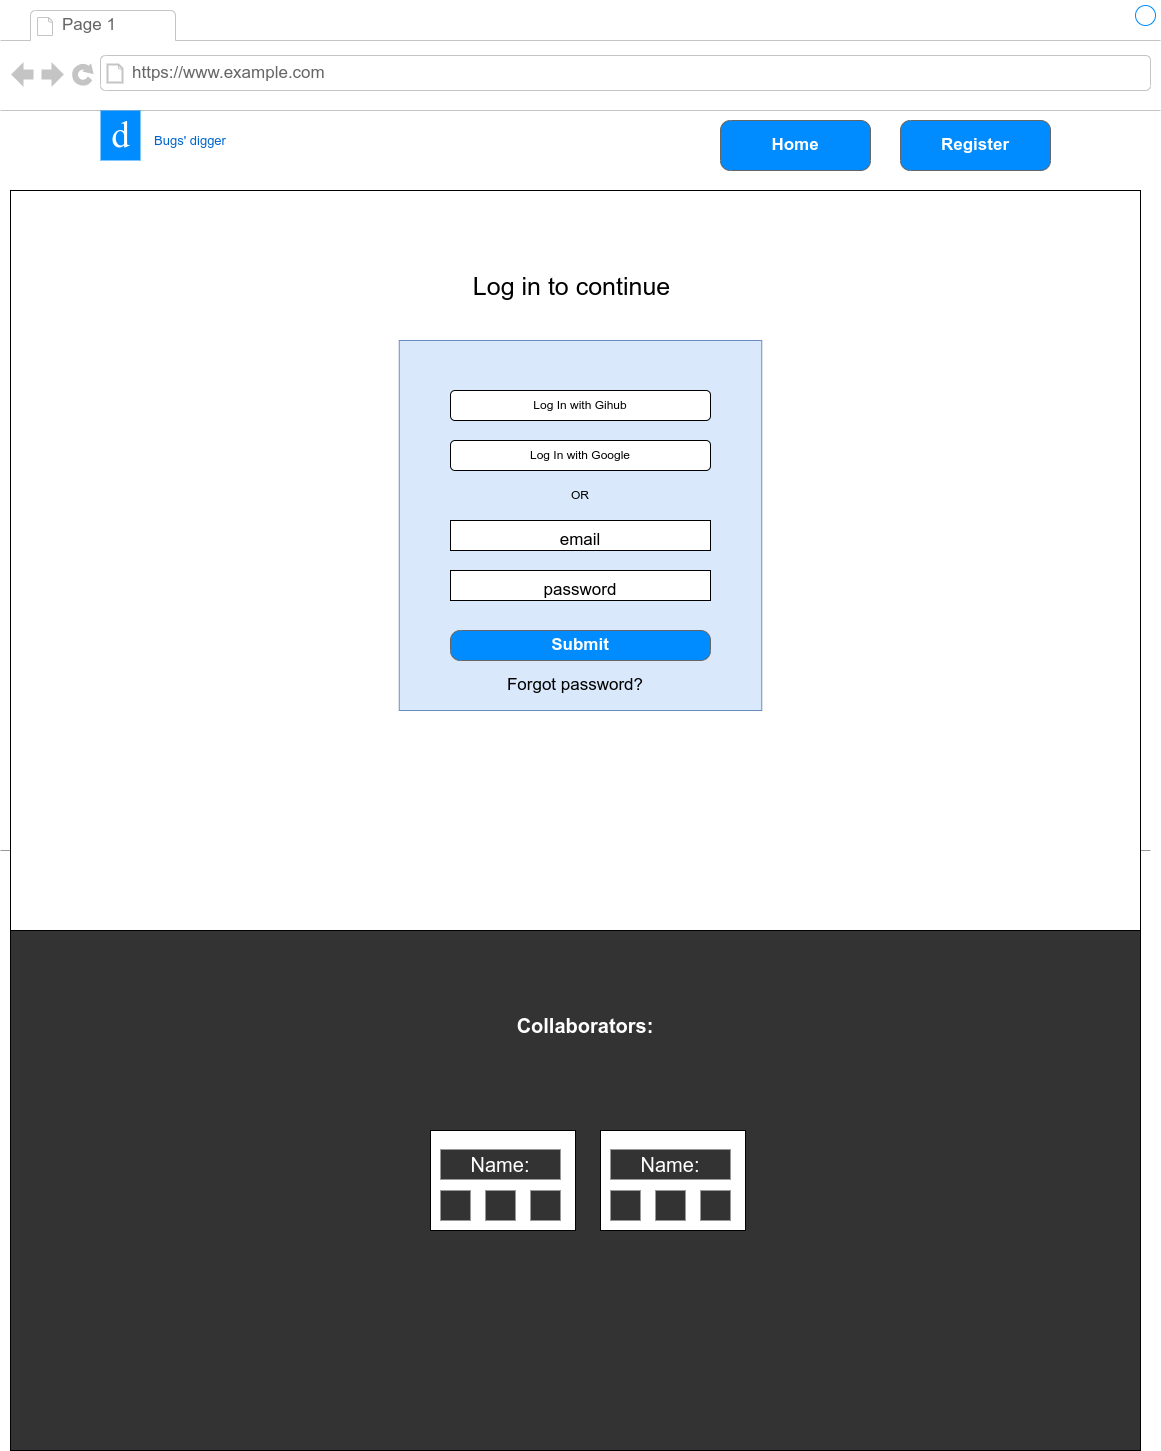 Page 1
https://www.example.com
d
Bugs' digger
Home
Register
Log in to continue
Log In with Gihub
Log In with Google
OR
email
password
Submit
Forgot password?
Collaborators:
Name:
Name: